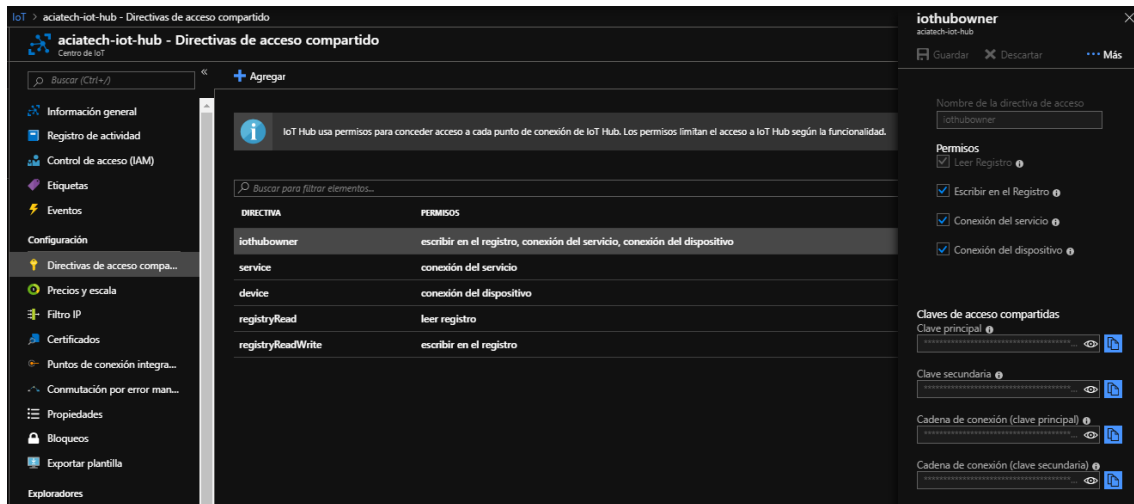 IoT > aciatech-iot-hub - Directivas de acceso compartido
aciatech-iot-hub - Directivas de acceso compartido
Centro de IoT
Buscar (Ctrl+/)
«
Información general
Registro de actividad
Control de acceso (IAM)
Etiquetas
Eventos
Configuración
Directivas de acceso compa...
Precios y escala
Filtro IP
Certificados
Puntos de conexión integra...
Conmutación por error man...
Propiedades
Bloqueos
Exportar plantilla
Exploradores
Agregar
IoT Hub usa permisos para conceder acceso a cada punto de conexión de IoT Hub. Los permisos limitan el acceso a IoT Hub según la funcionalidad.
Buscar para filtrar elementos...
DIRECTIVA PERMISOS
iothubowner escribir en el registro, conexión del servicio, conexión del dispositivo
service conexión del servicio
device conexión del dispositivo
registryRead leer registro
registryReadWrite escribir en el registro
iothubowner
aciatech-iot-hub
Guardar Descartar ... Más
Nombre de la directiva de acceso
iothubowner
Permisos
Leer Registro
Escribir en el Registro
Conexión del servicio
Conexión del dispositivo
Claves de acceso compartidas
Clave principal
Clave secundaria
Cadena de conexión (clave principal)
Cadena de conexión (clave secundaria)